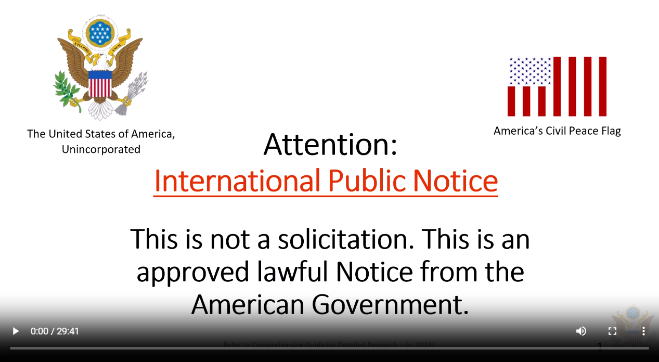 The United States of America,
Unincorporated
America's Civil Peace Flag
Attention:
International Public Notice
This is not a solicitation. This is an
approved lawful Notice from the
American Government.
0:00 / 29:41